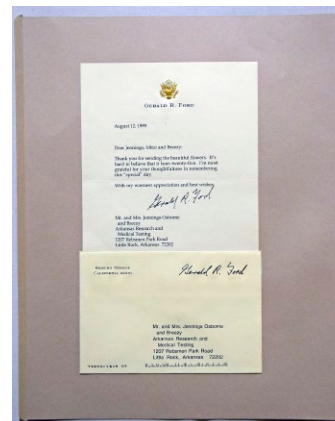 GERALD R. FORD
August 12, 1999
Dear Jennings, Mitzi and Breezy:
Thank you for sending the beautiful flowers. It's
hard to believe that it been twenty-five. I'm most
grateful for your thoughtfulness in remembering
this "special" day.
With my warmest appreciation and best wishes,
Gerald R. Ford
Mr. and Mrs. Jennings Osborne
and Breezy
Arkansas Research and
Medical Testing
1207 Rebsamen Park Road
Little Rock, Arkansas 72202
Gerald R. Ford
Mr. and Mrs. Jennings Osborne
and Breezy
Arkansas Research and
Medical Testing
1207 Rebsamen Park Road
Little Rock, Arkansas 72202